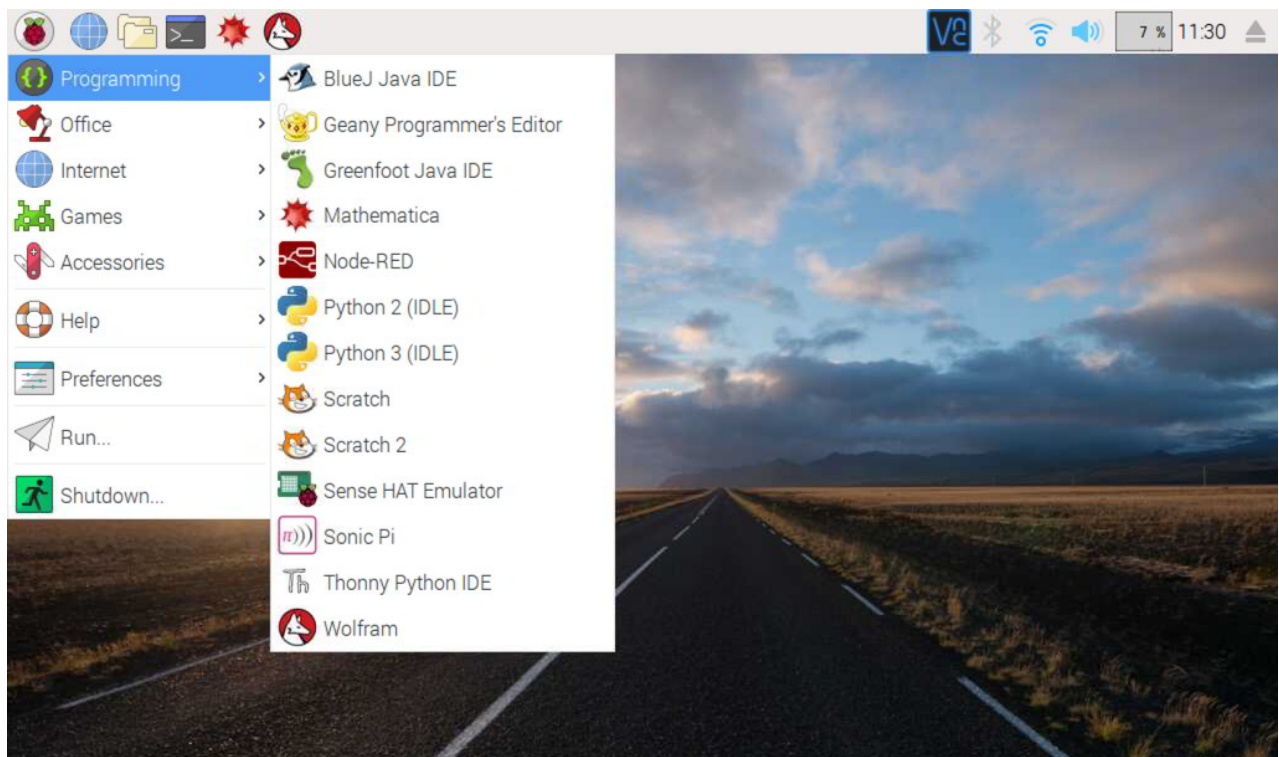 7 % 11:30
Programming
Office
Internet
Games
Accessories
Help
Preferences
Run...
Shutdown...
BlueJ Java IDE
Geany Programmer's Editor
Greenfoot Java IDE
Mathematica
Node-RED
Python 2 (IDLE)
Python 3 (IDLE)
Scratch
Scratch 2
Sense HAT Emulator
Sonic Pi
Thonny Python IDE
Wolfram